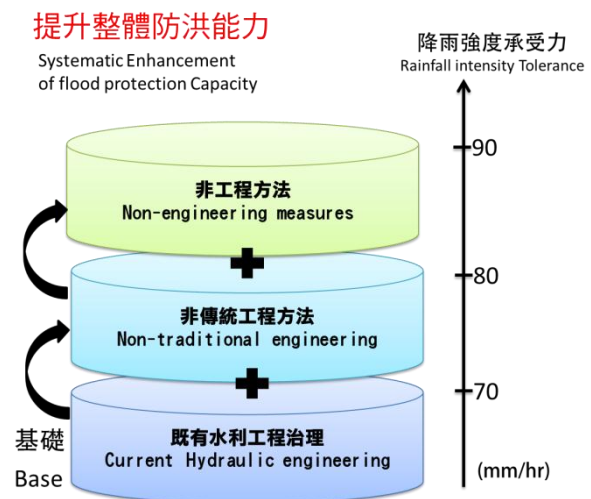 提升整體防洪能力
Systematic Enhancement
of flood protection Capacity
降雨強度承受力
Rainfall intensity Tolerance
90
非工程方法
Non-engineering measures
80
非傳統工程方法
Non-traditional engineering
70
基礎
Base
既有水利工程治理
Current Hydraulic engineering
(mm/hr)